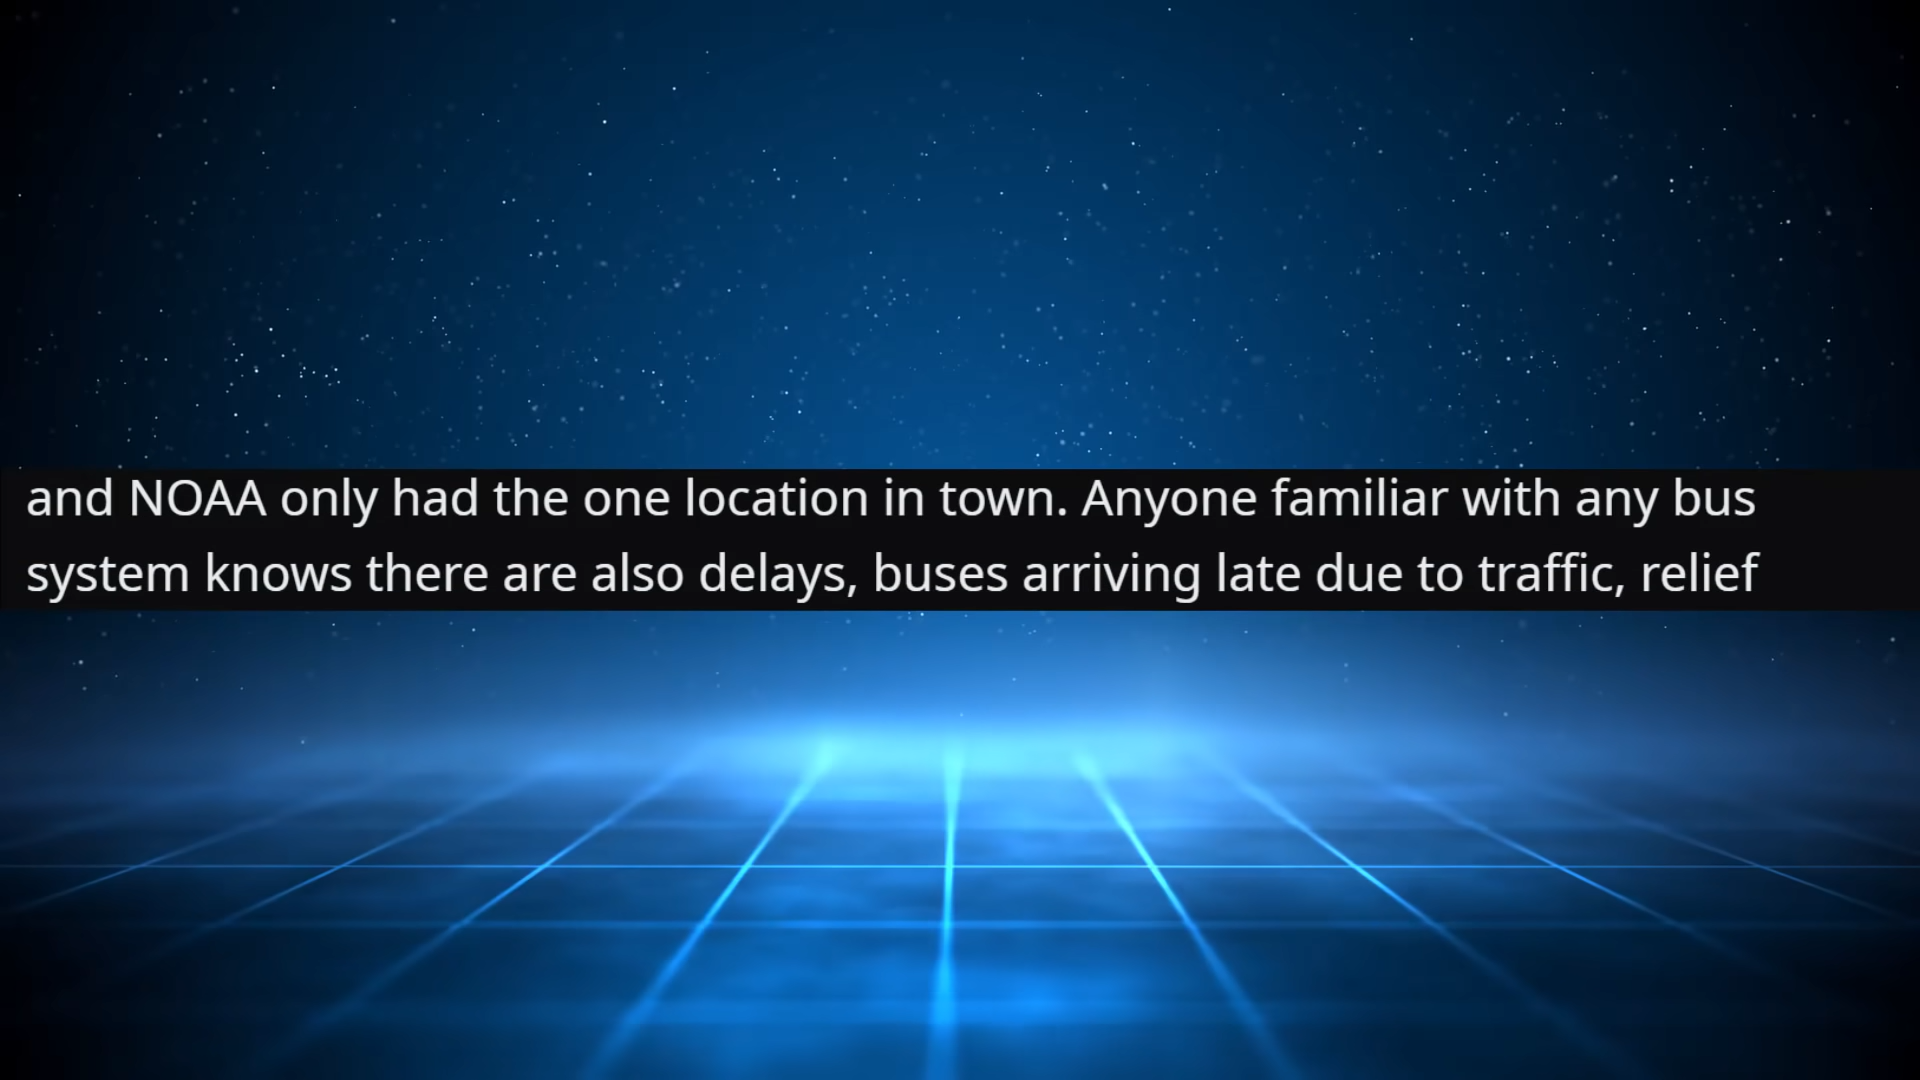 and NOAA only had the one location in town. Anyone familiar with any bus
system knows there are also delays, buses arriving late due to traffic, relief